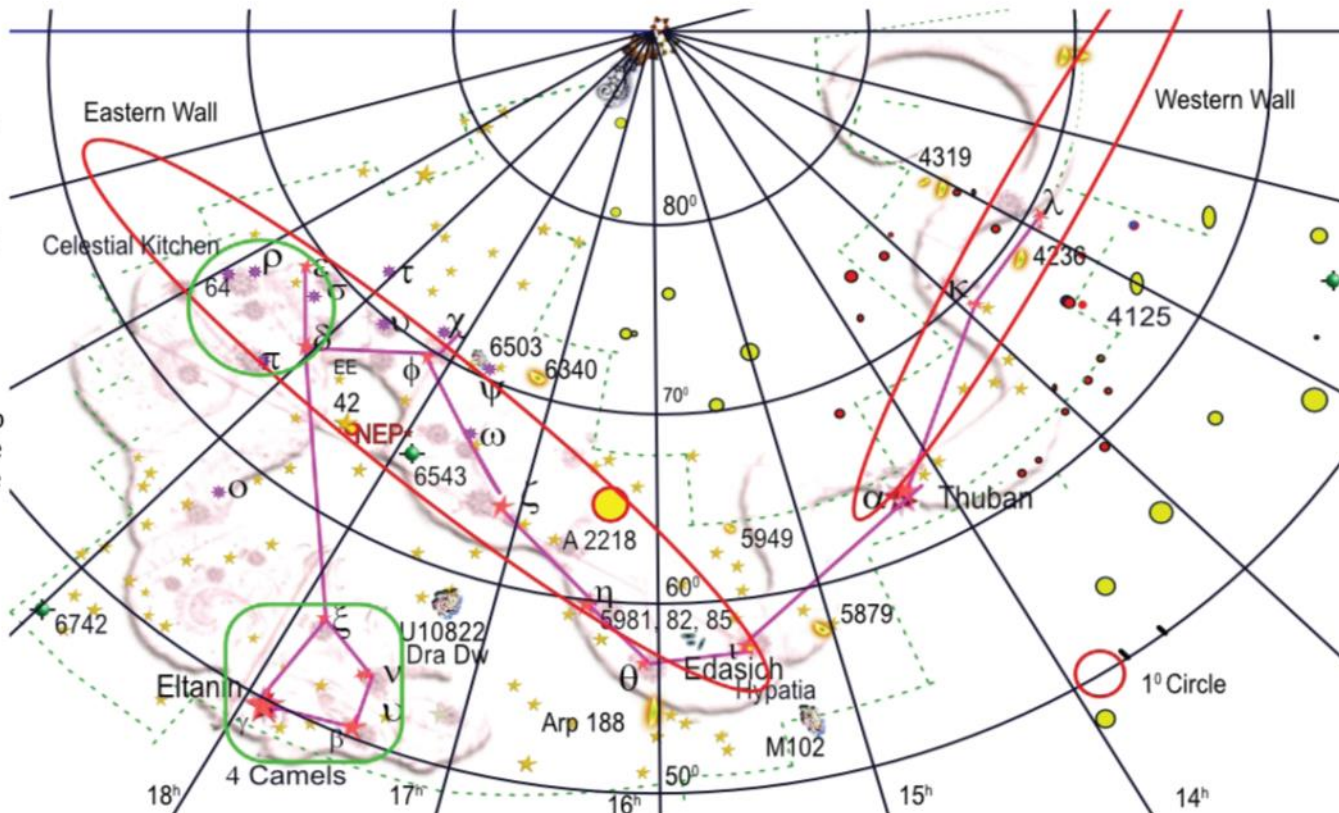 Eastern Wall
Western Wall
4319
80⁰
λ
Celestial Kitchen
ρ
ε
τ
4236
64
σ
κ
υ
χ
4125
δ
6503
π
EE
ϕ
6340
ψ
70⁰
42
NEP
ω
6543
ο
ζ
α
Thuban
A 2218
5949
60⁰
η
6742
ξ
5981, 82, 85
5879
U10822
Dra Dw
ι
ν
θ
Edasich
Eltanin
Hypatia
1⁰ Circle
υ
γ
Arp 188
β
M102
4 Camels
50⁰
18ʰ
17ʰ
16ʰ
15ʰ
14ʰ